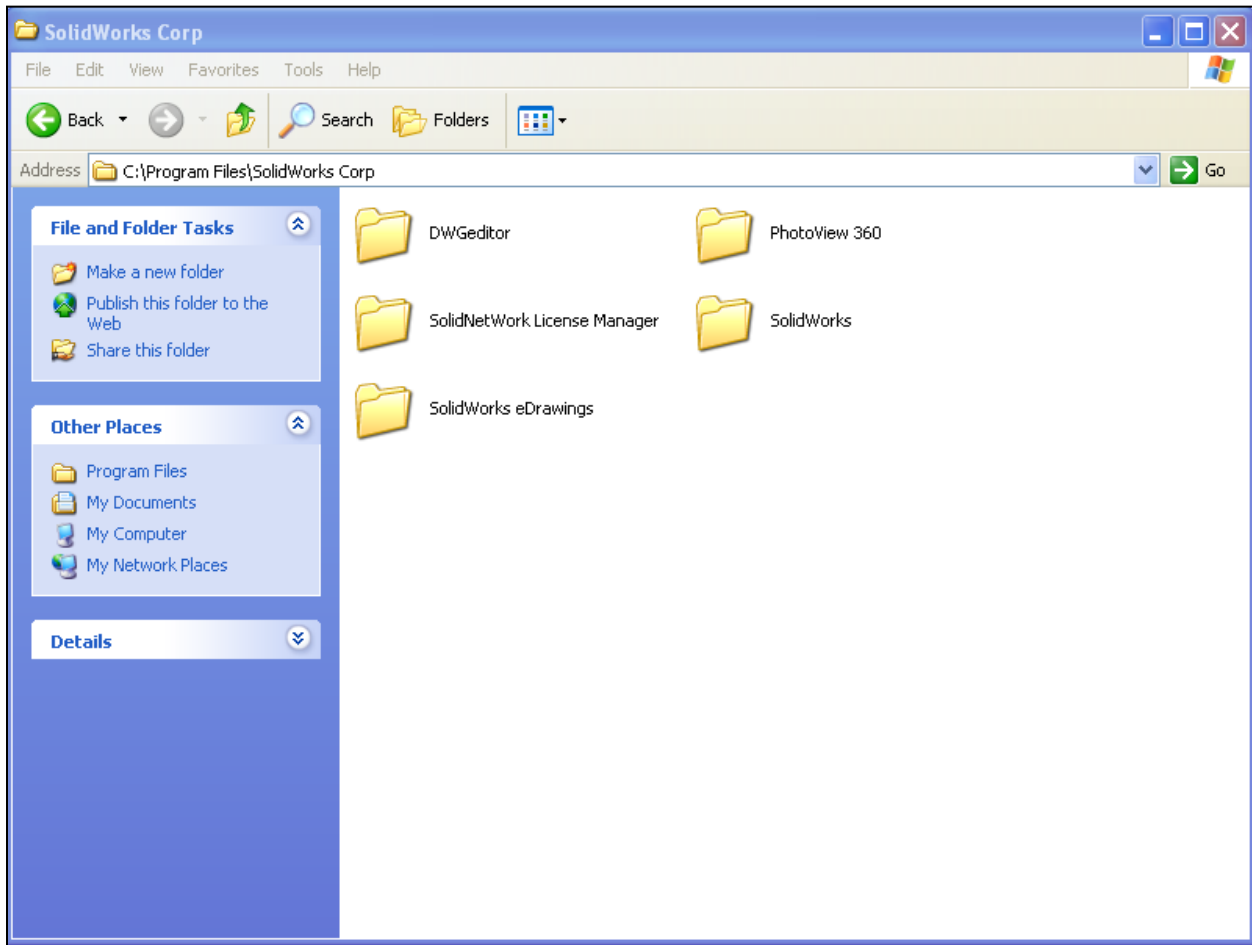 SolidWorks Corp
File Edit View Favorites Tools Help
Back Search Folders
Address C:\Program Files\SolidWorks Corp Go
File and Folder Tasks
Make a new folder
Publish this folder to the
Web
Share this folder
Other Places
Program Files
My Documents
My Computer
My Network Places
Details
DWGeditor PhotoView 360
SolidNetWork License Manager SolidWorks
SolidWorks eDrawings